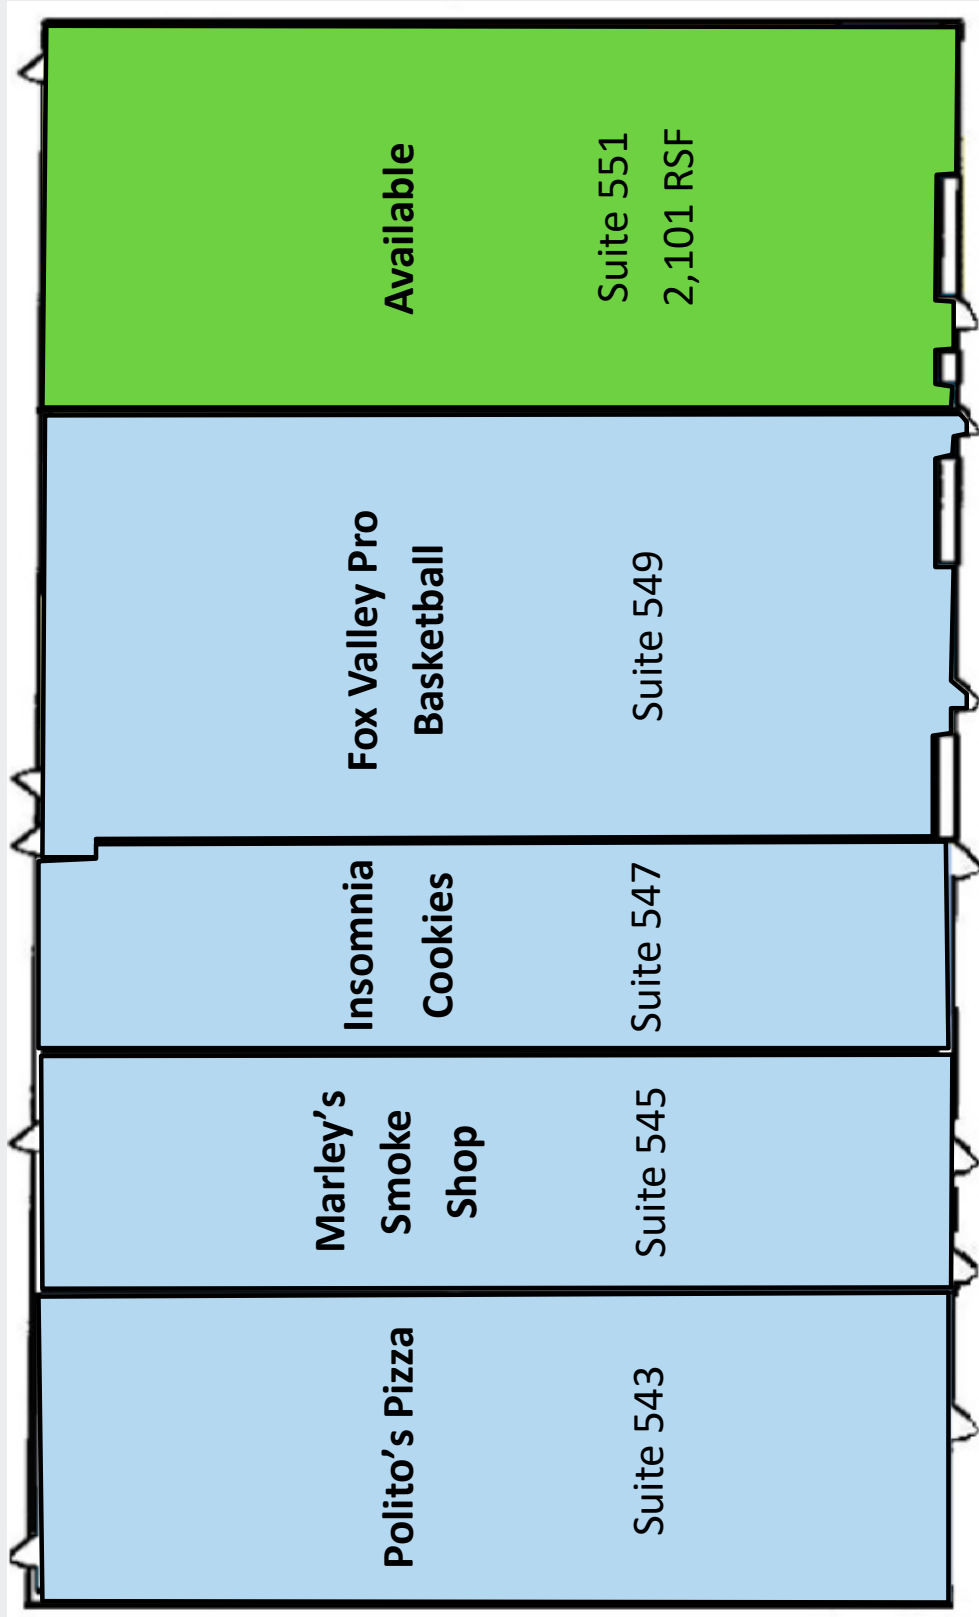 Polito’s Pizza
Suite 543
Marley’s
Smoke
Shop
Suite 545
Insomnia
Cookies
Suite 547
Fox Valley Pro
Basketball
Suite 549
Available
Suite 551
2,101 RSF